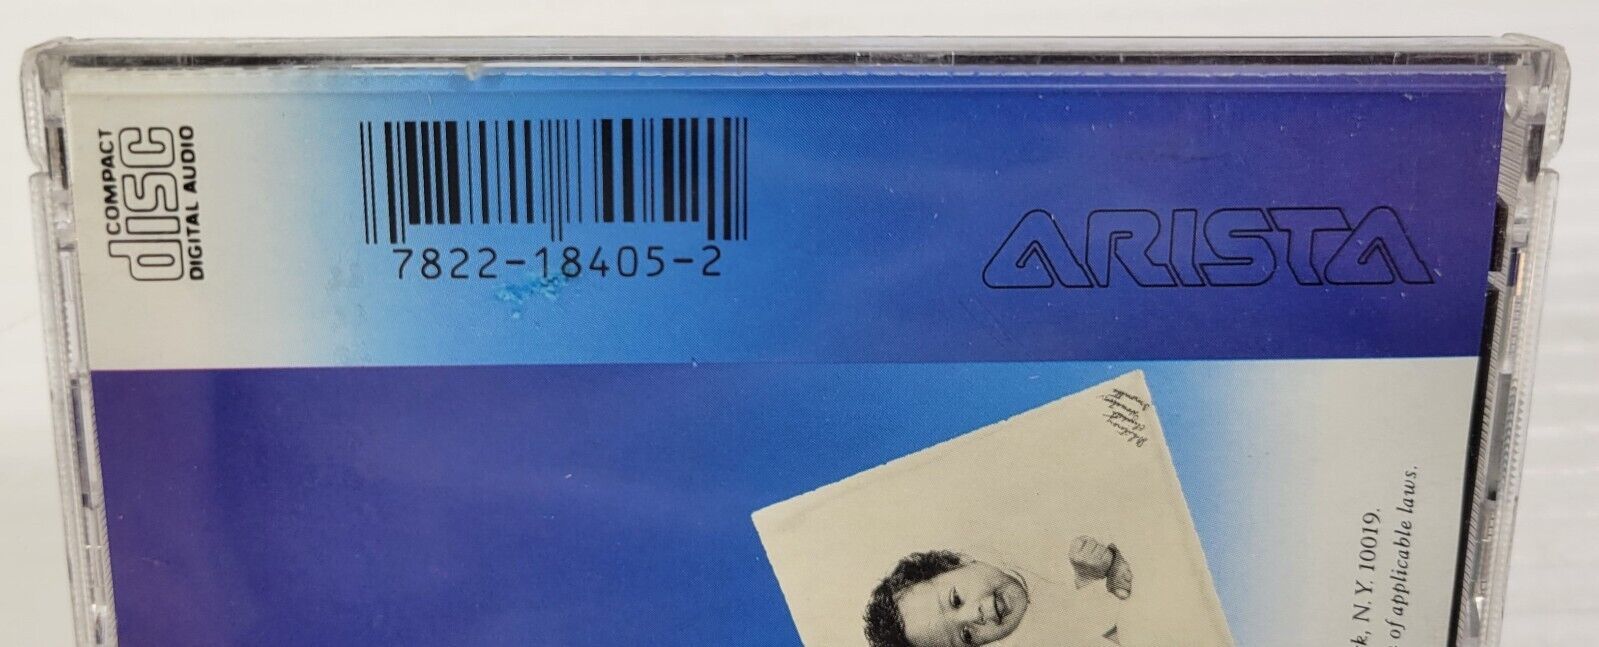 COMPACT
disc
DIGITAL AUDIO
7822-18405-2
ARISTA
k, N.Y. 10019.
of applicable laws.